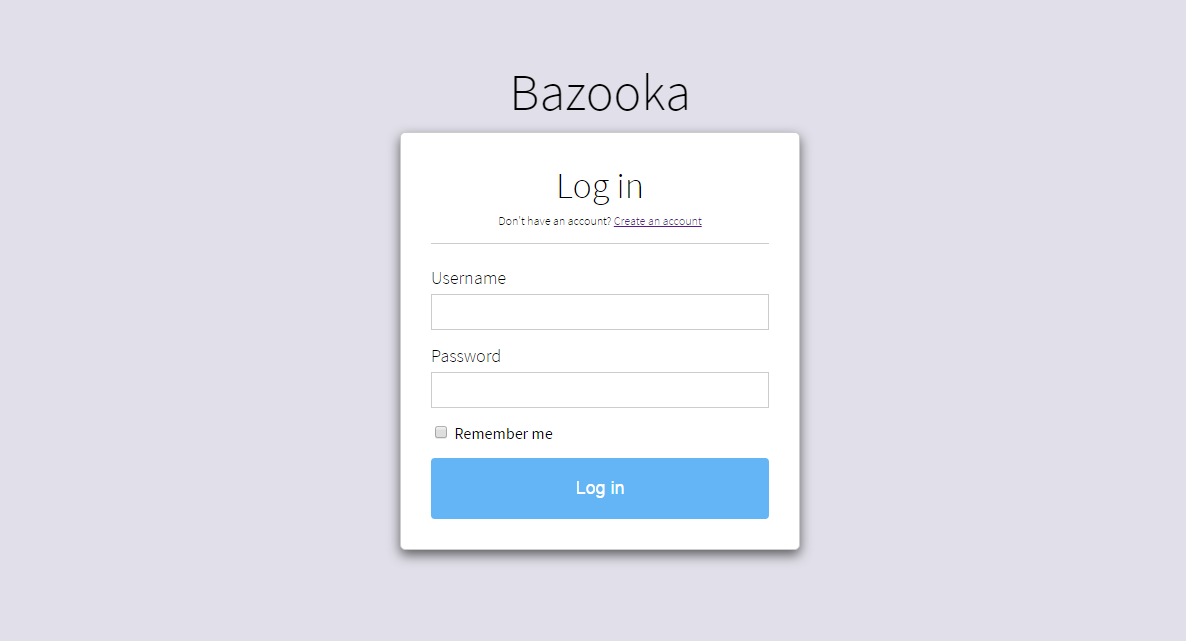 Bazooka
Log in
Don't have an account? Create an account
Username
Password
Remember me
Log in